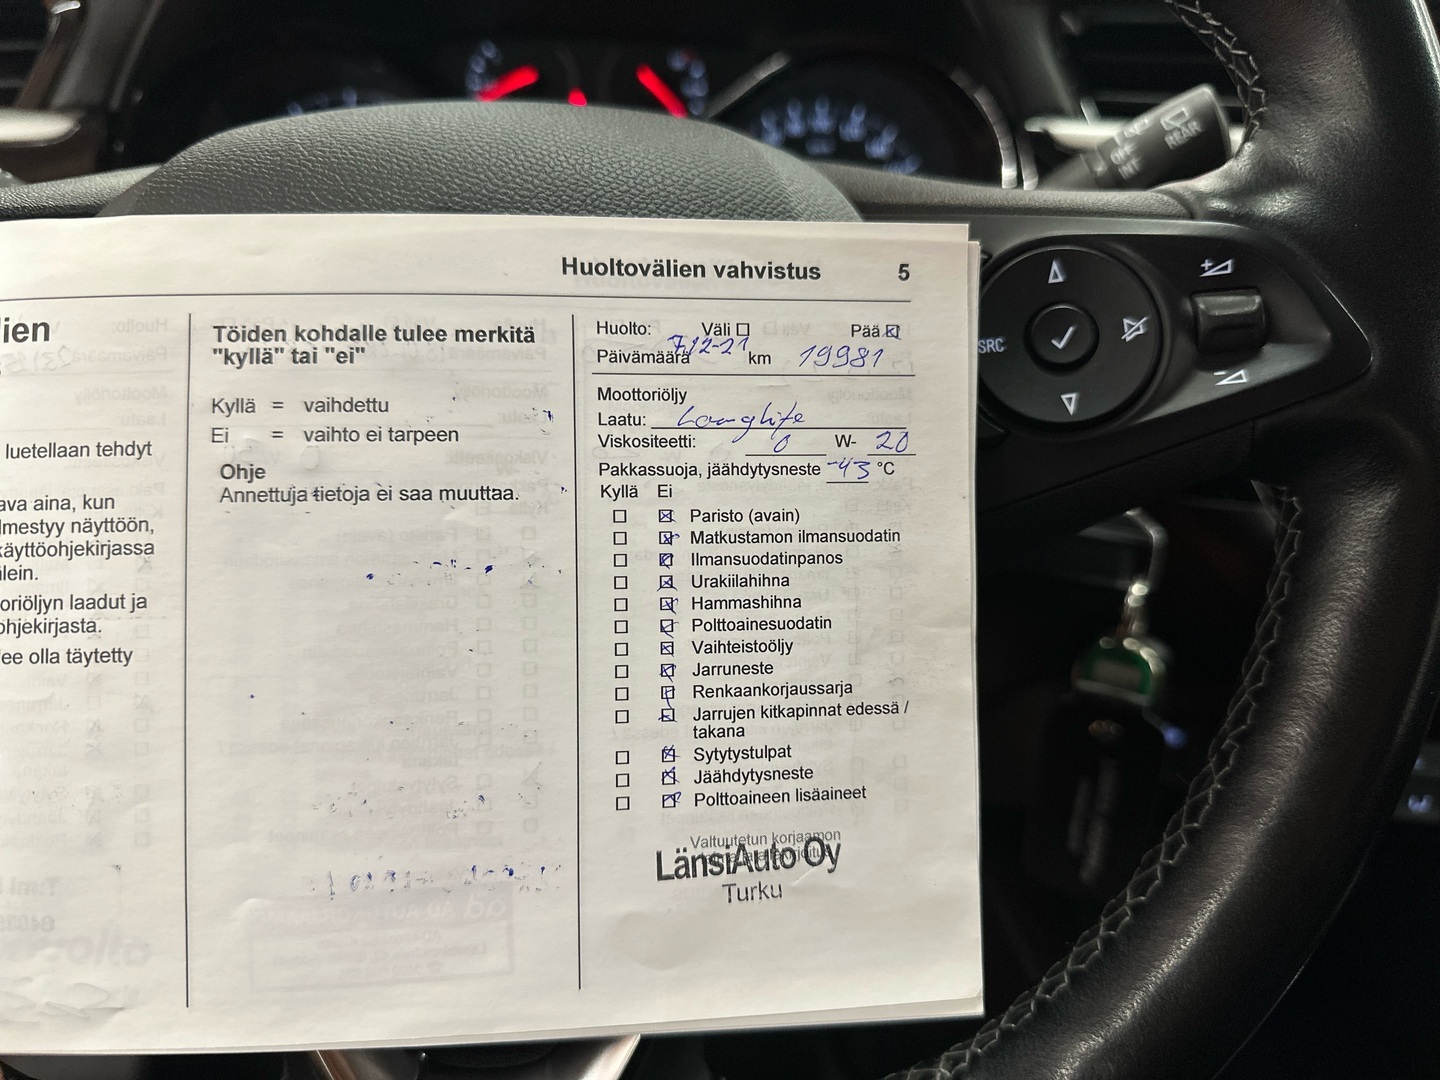 Huoltovälien vahvistus 5
ien
luetellaan tehdyt
ava aina, kun
lmestyy näyttöön,
käyttöohjekirjassa
lein.
oriöljyn laadut ja
ohjekirjasta.
ee olla täytetty
Töiden kohdalle tulee merkitä
"kyllä" tai "ei"
Kyllä = vaihdettu
Ei = vaihto ei tarpeen
Ohje
Annettuja tietoja ei saa muuttaa.
Huolto: Väli ☐ Pää ☒
Päivämäärä 7.12-21 km 19981
Moottoriöljy
Laatu: Longlife
Viskositeetti: 0 W- 20
Pakkassuoja, jäähdytysneste -43 °C
Kyllä Ei
☐ ☒ Paristo (avain)
☐ ☒ Matkustamon ilmansuodatin
☐ ☒ Ilmansuodatinpanos
☐ ☒ Urakiilahihna
☐ ☒ Hammashihna
☐ ☒ Polttoainesuodatin
☐ ☒ Vaihteistoöljy
☐ ☒ Jarruneste
☐ ☒ Renkaankorjaussarja
☐ ☒ Jarrujen kitkapinnat edessä /
takana
☐ ☒ Sytytystulpat
☐ ☒ Jäähdytysneste
☐ ☒ Polttoaineen lisäaineet
Valtuutetun korjaamon
LänsiAuto Oy
Turku
SRC
OFF
INT
REAR